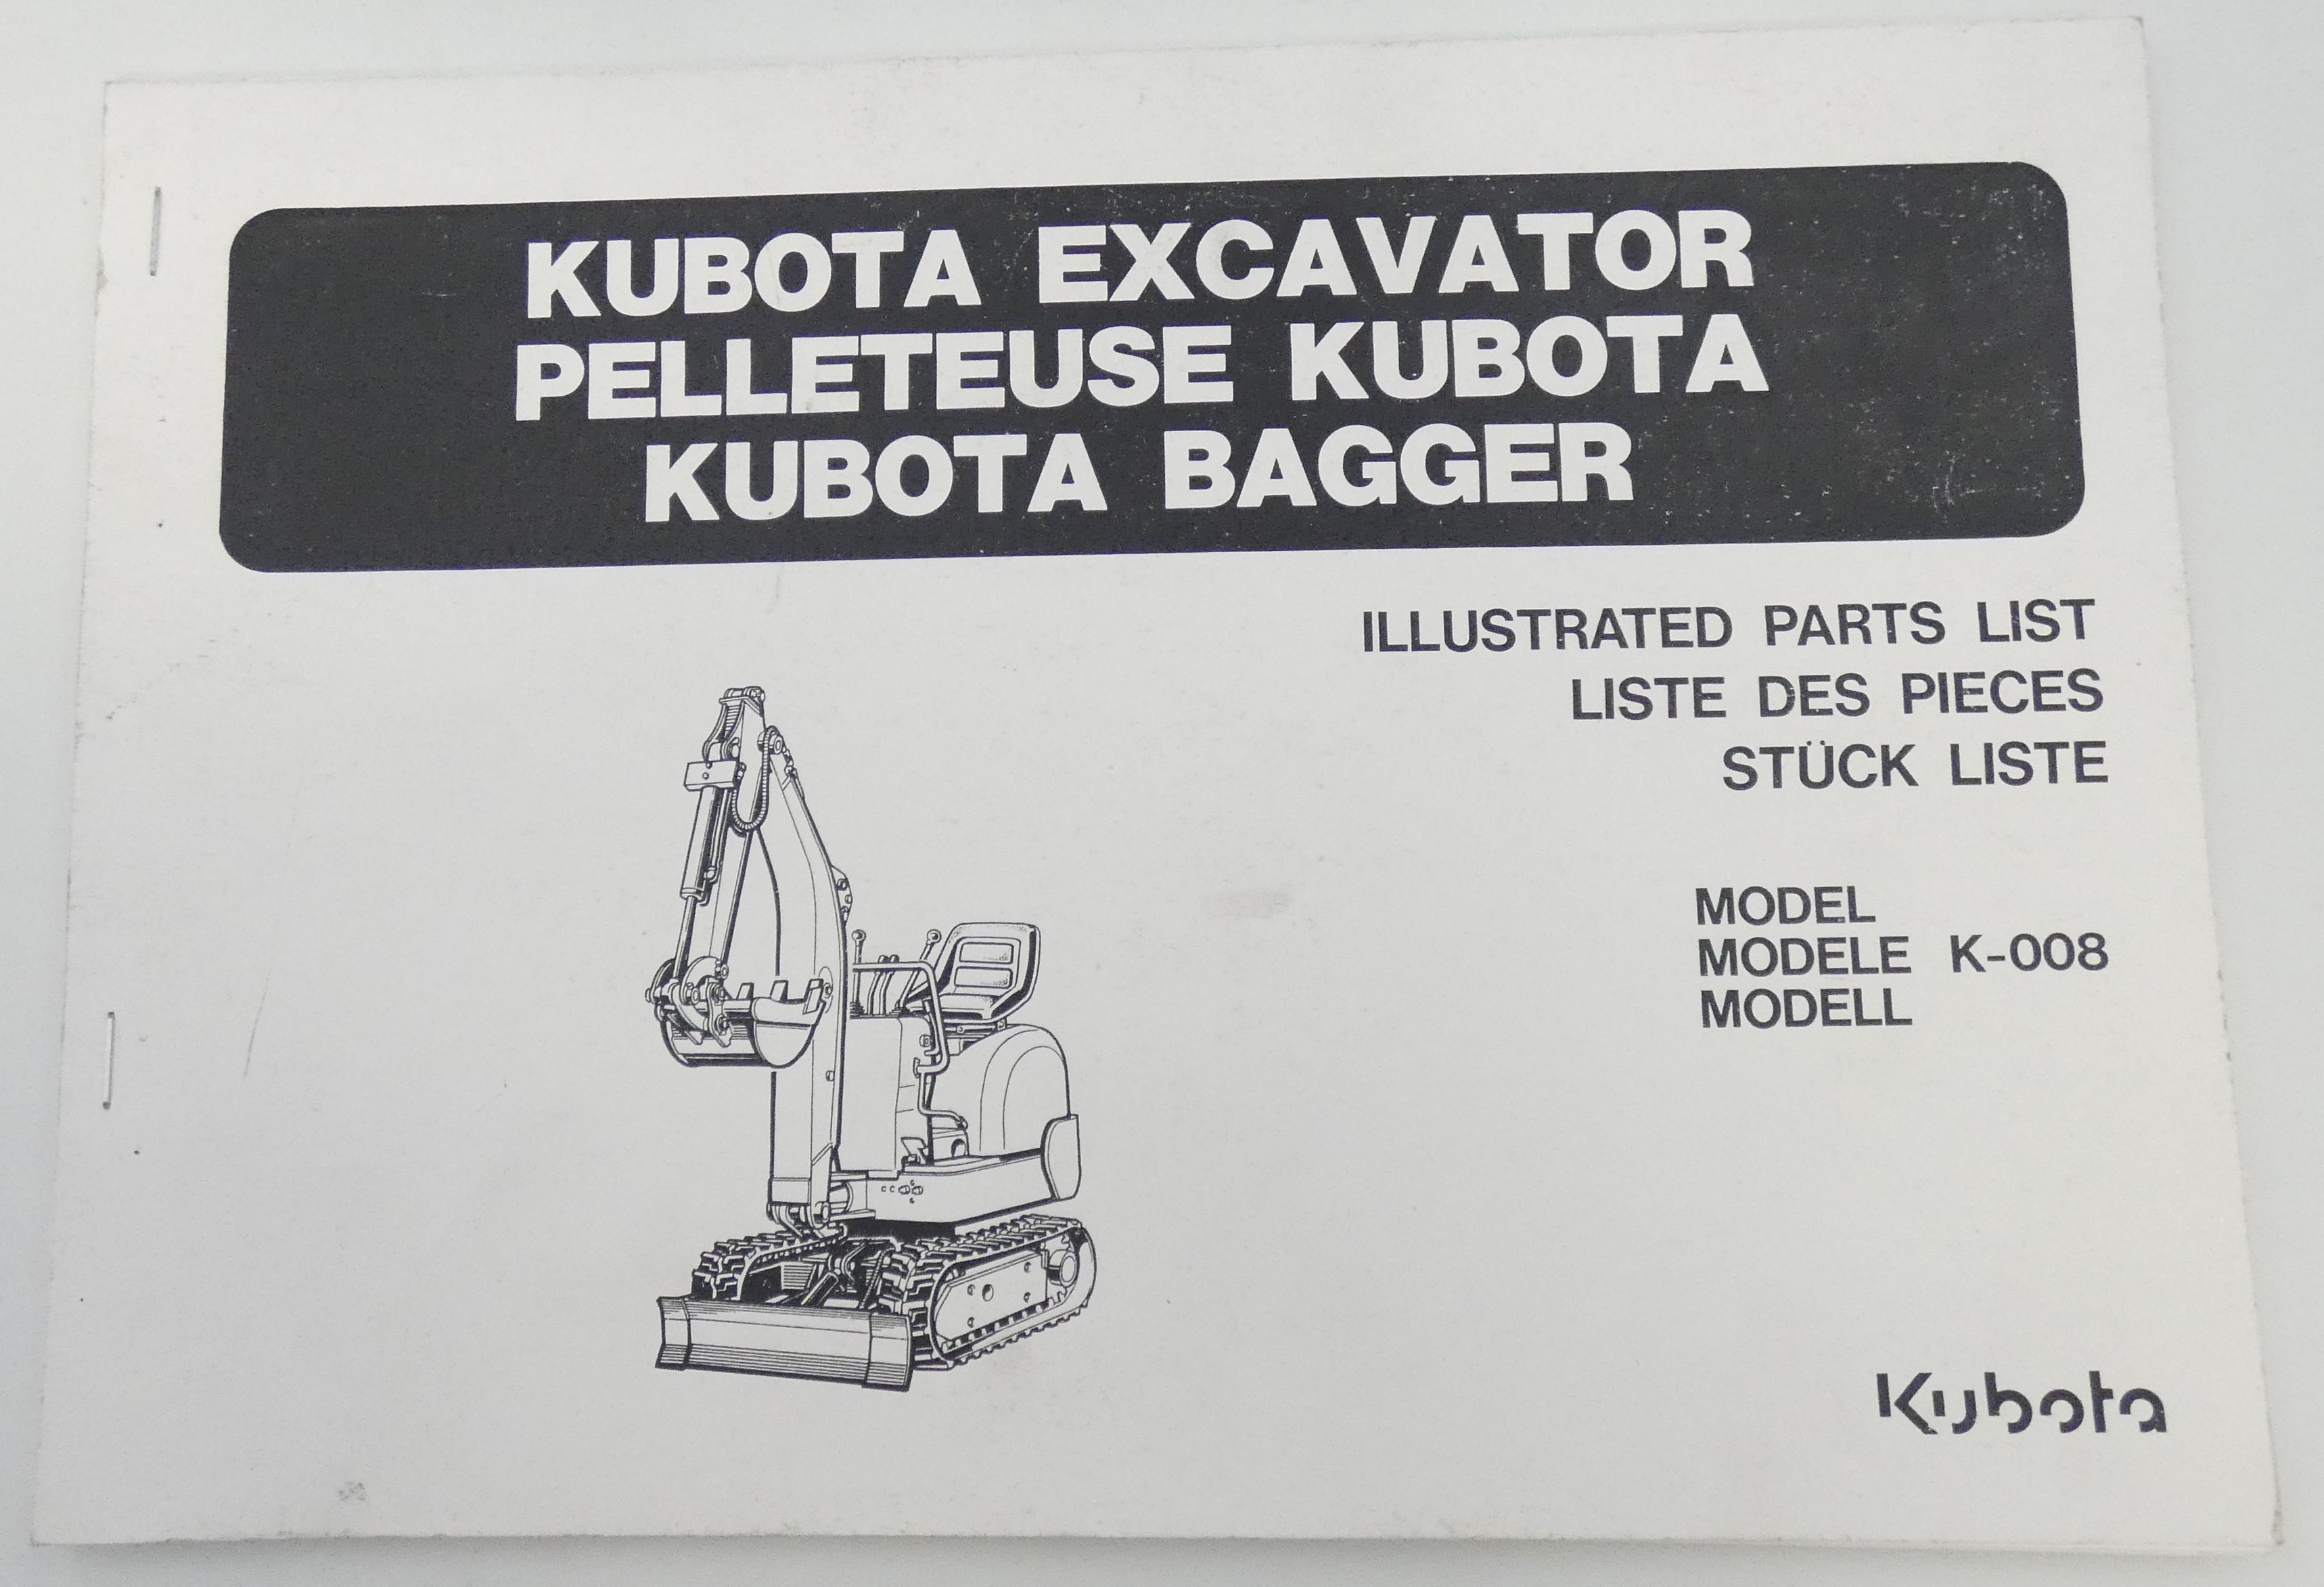 KUBOTA EXCAVATOR
PELLETEUSE KUBOTA
KUBOTA BAGGER
ILLUSTRATED PARTS LIST
LISTE DES PIECES
STÜCK LISTE
MODEL
MODELE K-008
MODELL
Kubota